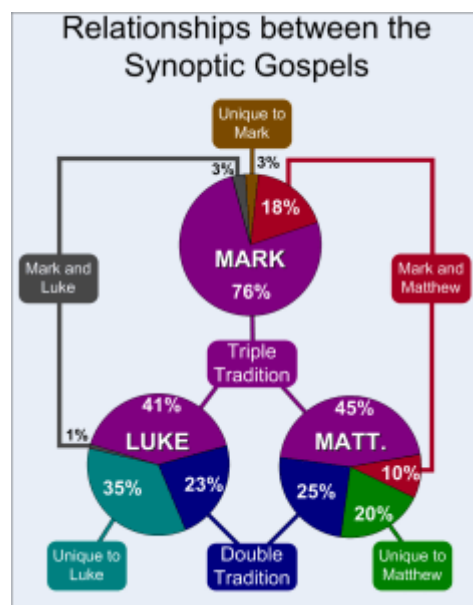 Relationships between the
Synoptic Gospels
Unique to
Mark
3%
3%
18%
MARK
76%
Mark and
Luke
Mark and
Matthew
Triple
Tradition
41%
45%
LUKE
MATT.
1%
10%
35%
23%
25%
20%
Unique to
Luke
Double
Tradition
Unique to
Matthew